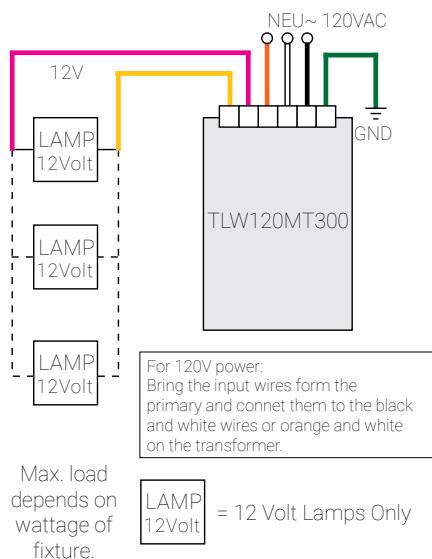 NEU~ 120VAC
12V
GND
LAMP
12Volt
TLW120MT300
LAMP
12Volt
LAMP
12Volt
For 120V power:
Bring the input wires form the
primary and connet them to the black
and white wires or orange and white
on the transformer.
Max. load
depends on
wattage of
fixture.
LAMP
12Volt
= 12 Volt Lamps Only